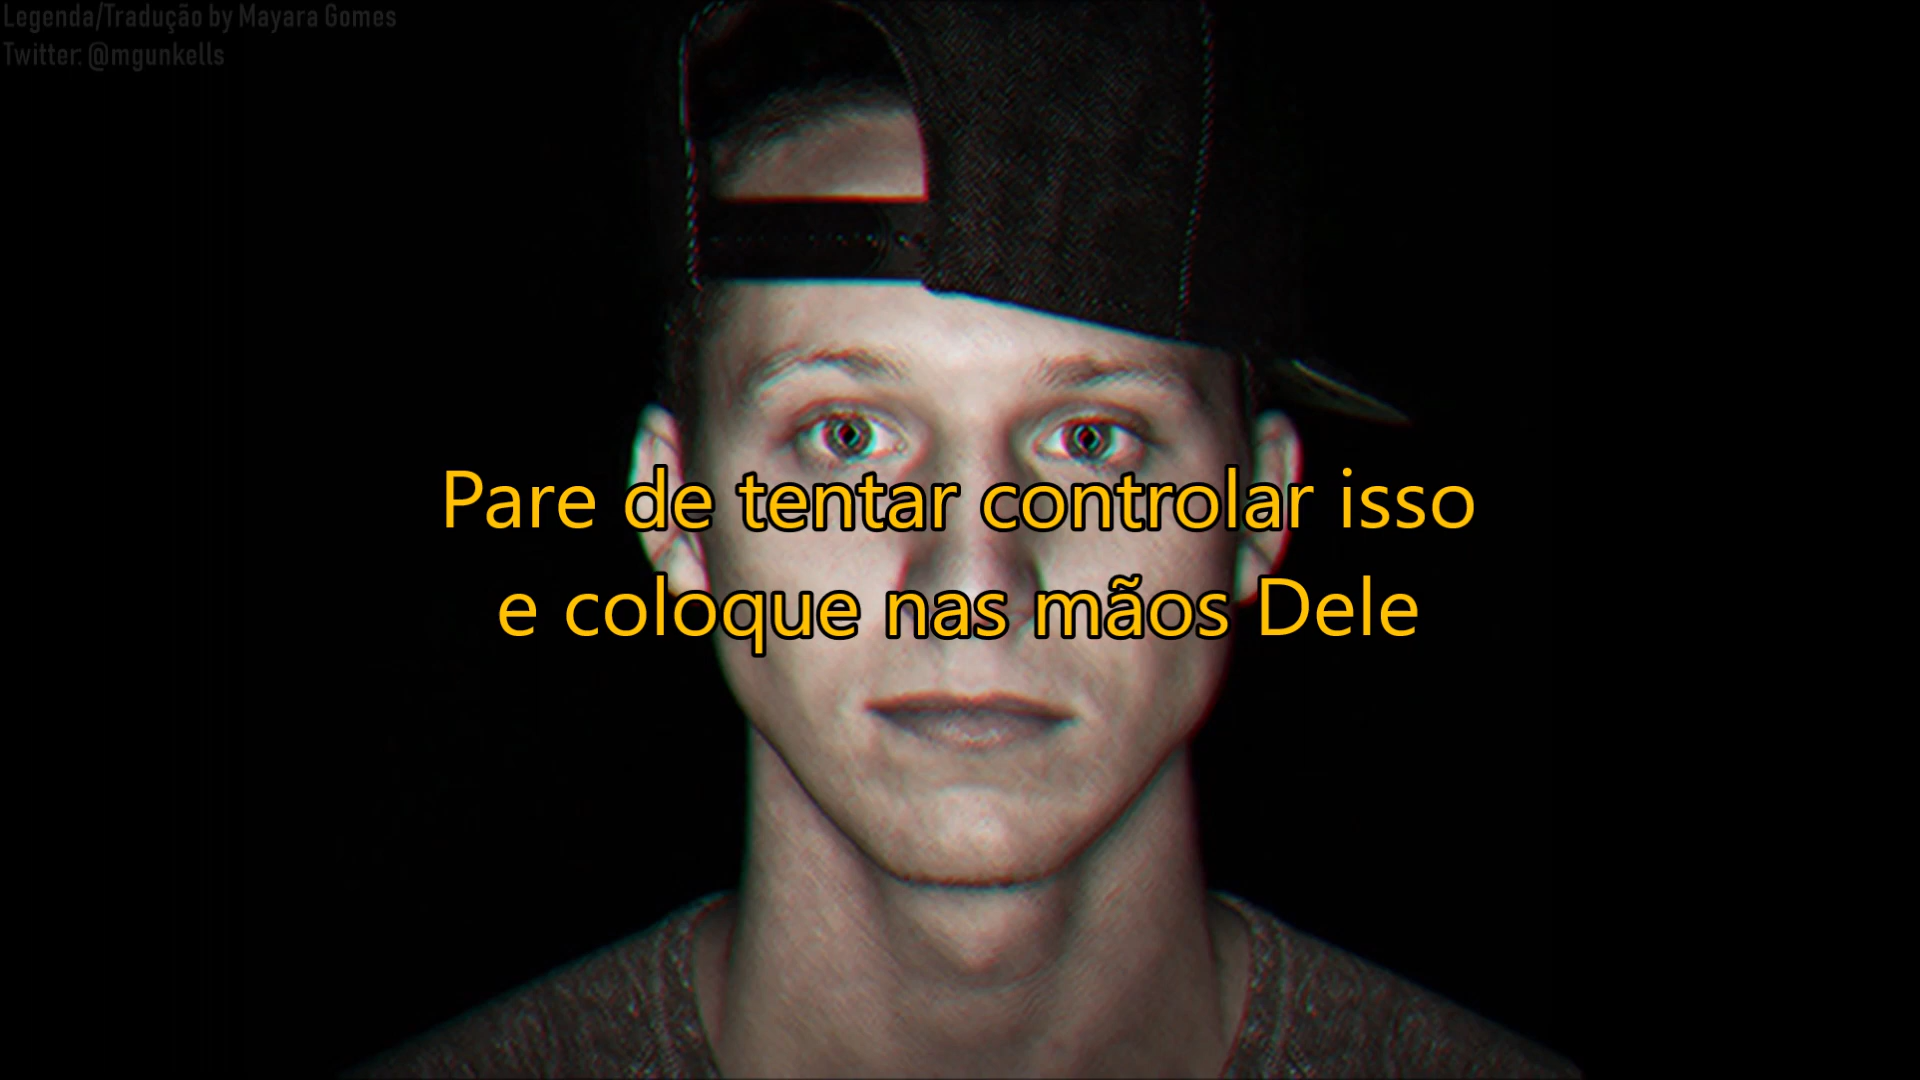 Legenda/Tradução by Mayara Gomes
Twitter: @mgunkells
Pare de tentar controlar isso
e coloque nas mãos Dele